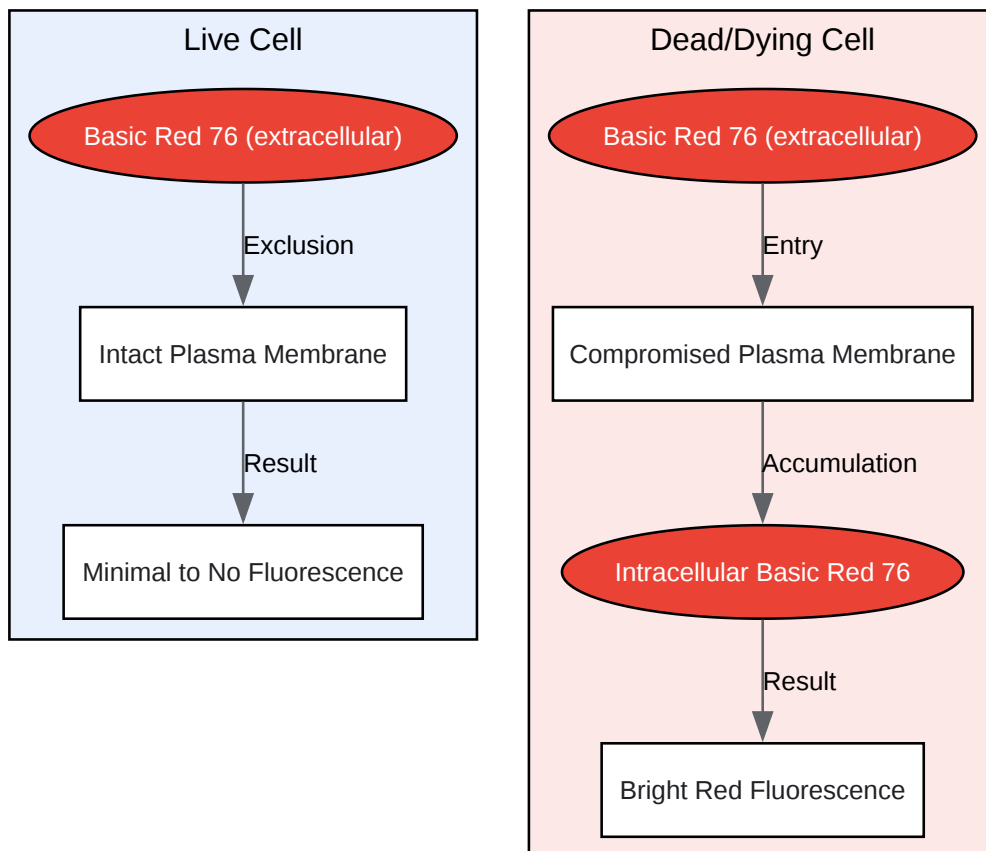 Live Cell
Basic Red 76 (extracellular)
Exclusion
Intact Plasma Membrane
Result
Minimal to No Fluorescence
Dead/Dying Cell
Basic Red 76 (extracellular)
Entry
Compromised Plasma Membrane
Accumulation
Intracellular Basic Red 76
Result
Bright Red Fluorescence